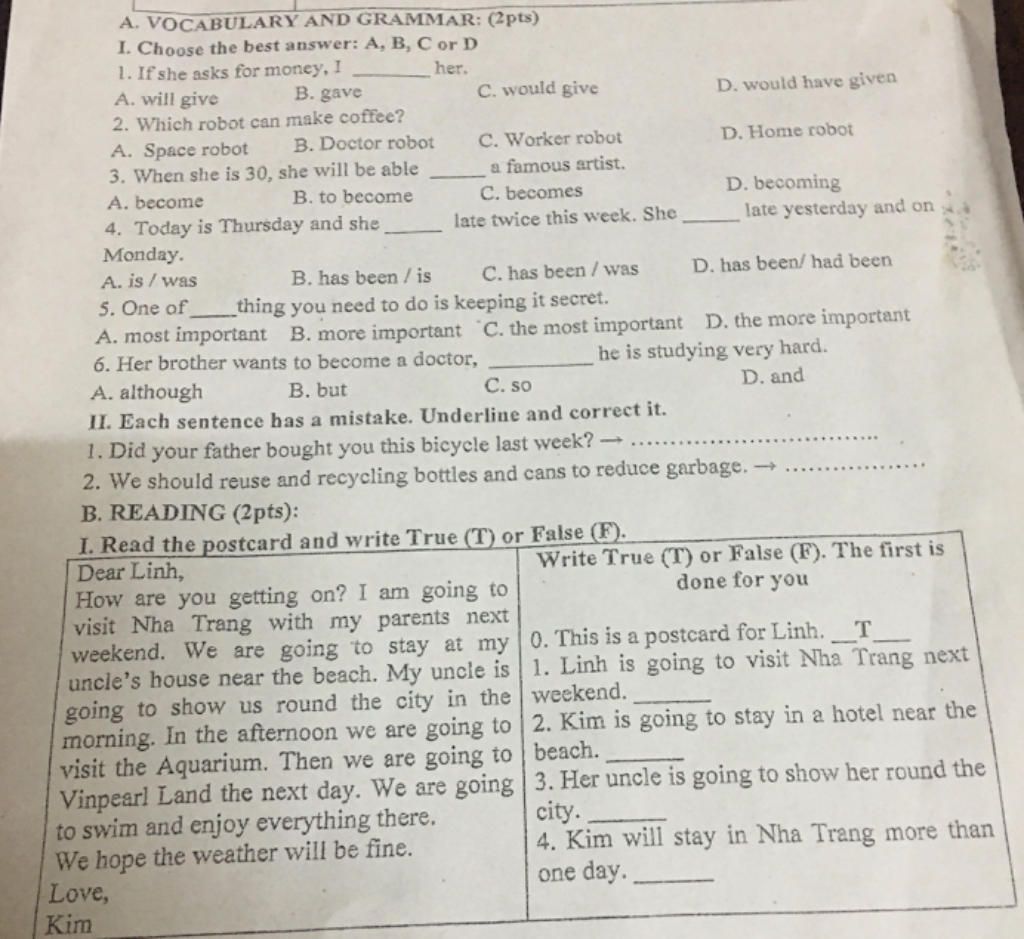 A. VOCABULARY AND GRAMMAR: (2pts)
I. Choose the best answer: A, B, C or D
1. If she asks for money, I ________ her.
A. will give B. gave C. would give D. would have given
2. Which robot can make coffee?
A. Space robot B. Doctor robot C. Worker robot D. Home robot
3. When she is 30, she will be able ______ a famous artist.
A. become B. to become C. becomes D. becoming
4. Today is Thursday and she ______ late twice this week. She ______ late yesterday and on
Monday.
A. is / was B. has been / is C. has been / was D. has been/ had been
5. One of _____thing you need to do is keeping it secret.
A. most important B. more important C. the most important D. the more important
6. Her brother wants to become a doctor, ___________ he is studying very hard.
A. although B. but C. so D. and
II. Each sentence has a mistake. Underline and correct it.
1. Did your father bought you this bicycle last week? → ....................................
2. We should reuse and recycling bottles and cans to reduce garbage. → ...................
B. READING (2pts):
I. Read the postcard and write True (T) or False (F).
Dear Linh,
How are you getting on? I am going to
visit Nha Trang with my parents next
weekend. We are going to stay at my
uncle's house near the beach. My uncle is
going to show us round the city in the
morning. In the afternoon we are going to
visit the Aquarium. Then we are going to
Vinpearl Land the next day. We are going
to swim and enjoy everything there.
We hope the weather will be fine.
Love,
Kim
Write True (T) or False (F). The first is
done for you
0. This is a postcard for Linh. __T___
1. Linh is going to visit Nha Trang next
weekend. ________
2. Kim is going to stay in a hotel near the
beach. ________
3. Her uncle is going to show her round the
city. ________
4. Kim will stay in Nha Trang more than
one day. ________